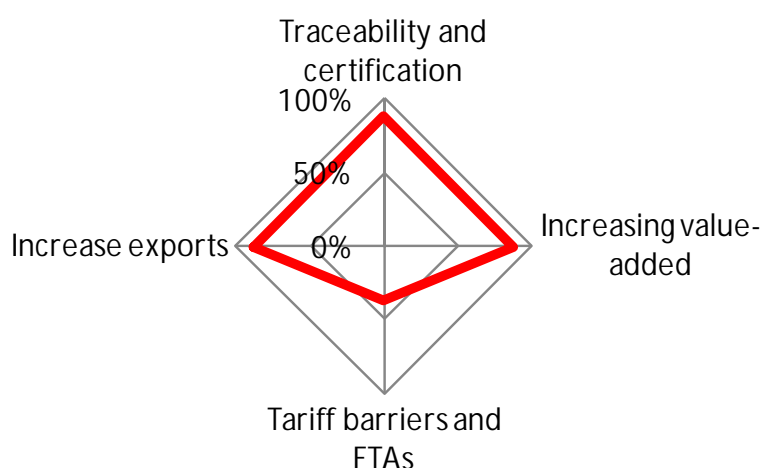 Traceability and
certification
100%
50%
0%
Increase exports
Increasing value-
added
Tariff barriers and
FTAs